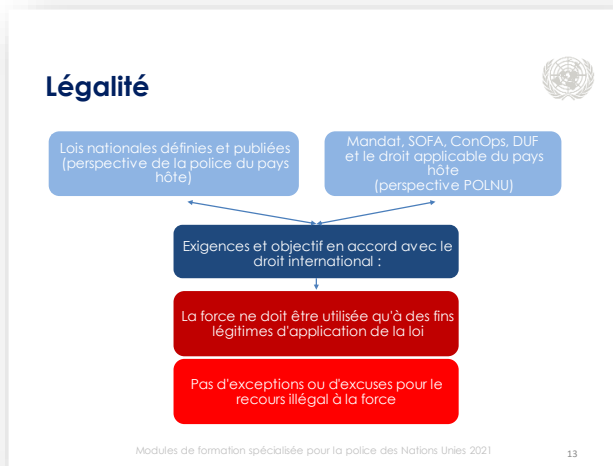 Légalité
Lois nationales définies et publiées
(perspective de la police du pays
hôte)
Mandat, SOFA, ConOps, DUF
et le droit applicable du pays
hôte
(perspective POLNU)
Exigences et objectif en accord avec le
droit international :
La force ne doit être utilisée qu'à des fins
légitimes d'application de la loi
Pas d'exceptions ou d'excuses pour le
recours illégal à la force
Modules de formation spécialisée pour la police des Nations Unies 2021
13